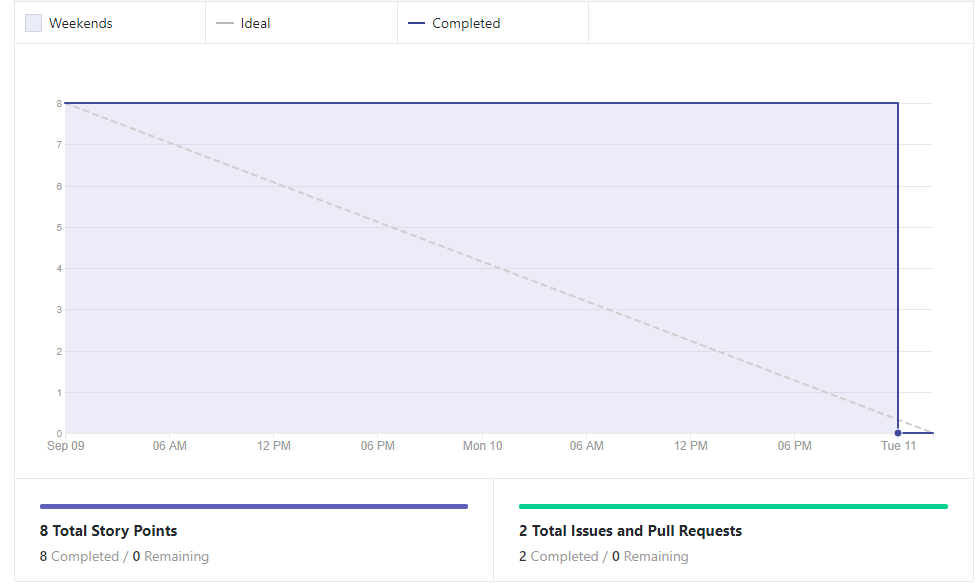 Weekends
Ideal
Completed
8
7
6
5
4
3
2
1
0
Sep 09 06 AM 12 PM 06 PM Mon 10 06 AM 12 PM 06 PM Tue 11
8 Total Story Points
8 Completed / 0 Remaining
2 Total Issues and Pull Requests
2 Completed / 0 Remaining